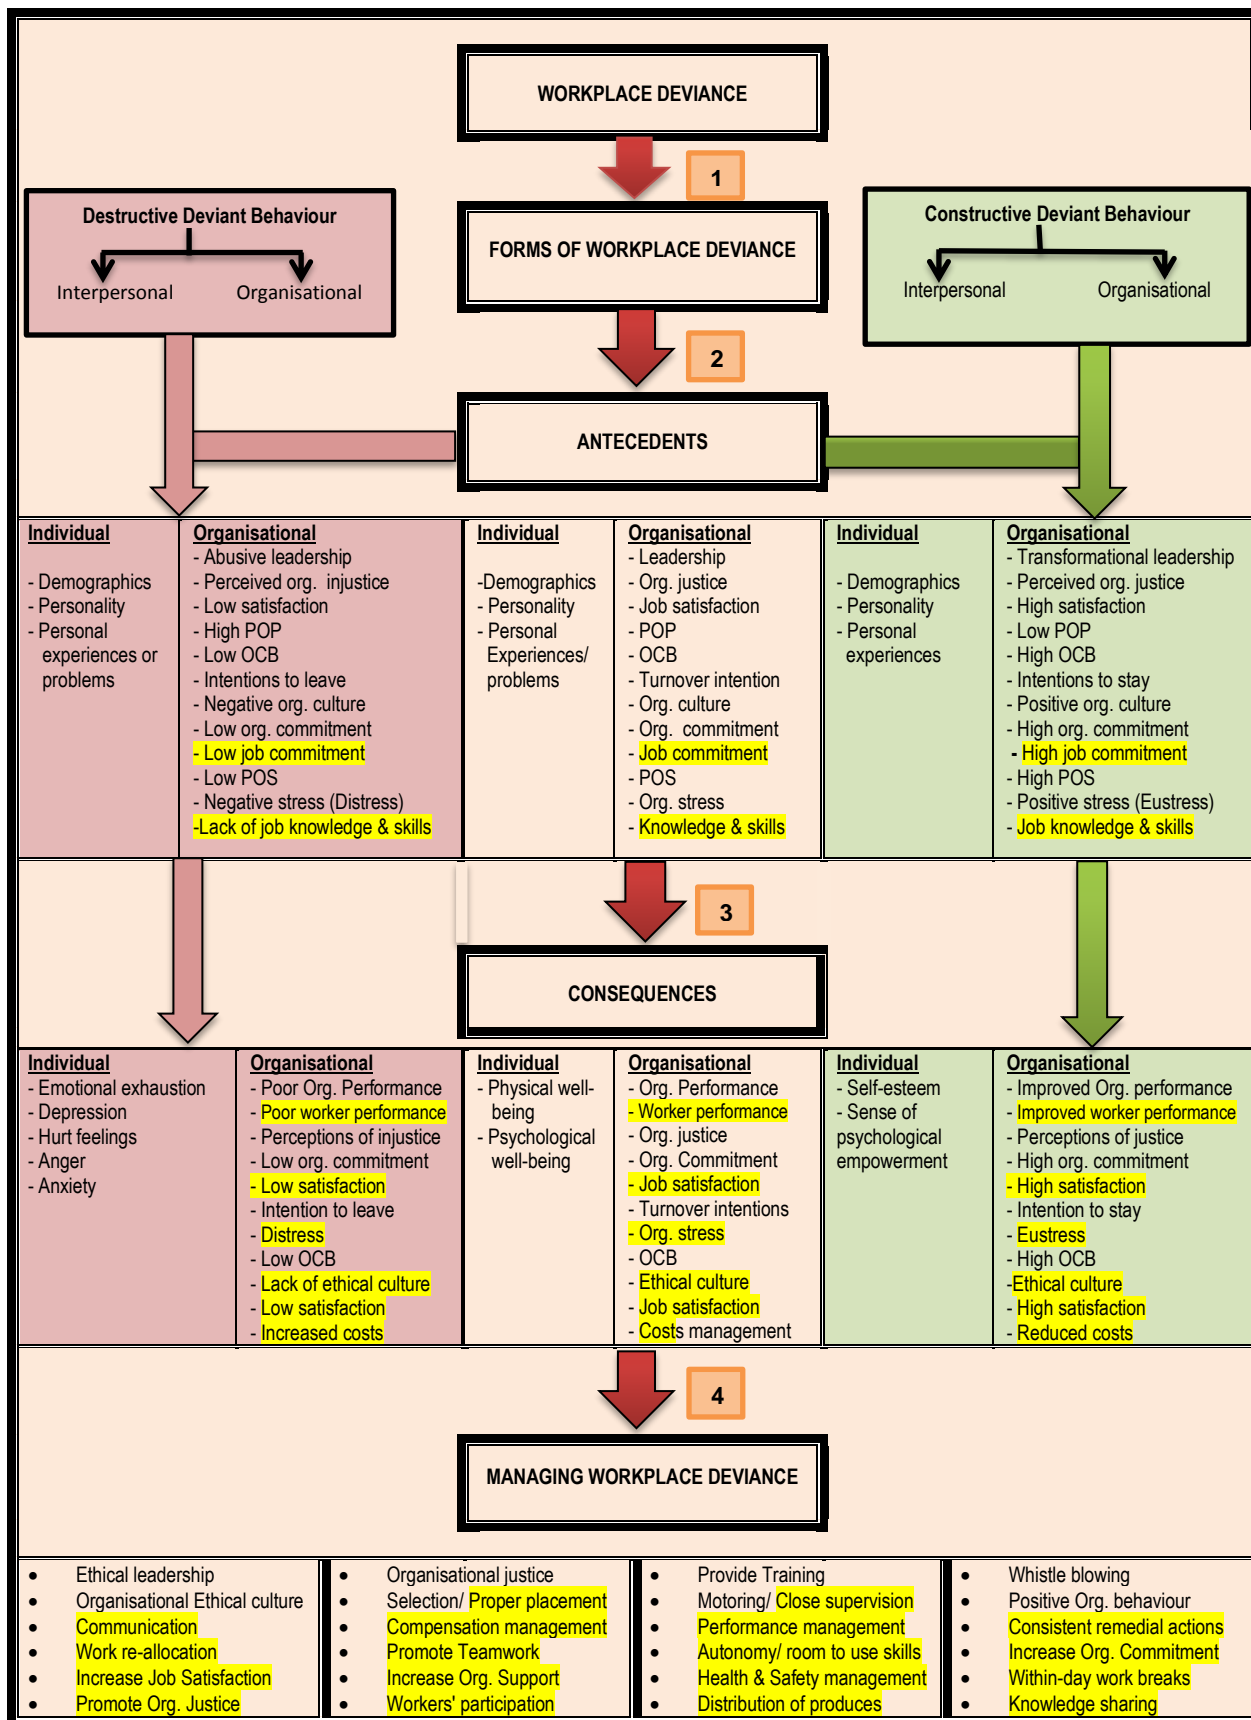 WORKPLACE DEVIANCE
1
Destructive Deviant Behaviour
Interpersonal
Organisational
FORMS OF WORKPLACE DEVIANCE
Constructive Deviant Behaviour
Interpersonal
Organisational
2
ANTECEDENTS
Individual
- Demographics
- Personality
- Personal
experiences or
problems
Organisational
- Abusive leadership
- Perceived org. injustice
- Low satisfaction
- High POP
- Low OCB
- Intentions to leave
- Negative org. culture
- Low org. commitment
- Low job commitment
- Low POS
- Negative stress (Distress)
-Lack of job knowledge & skills
Individual
-Demographics
- Personality
- Personal
Experiences/
problems
Organisational
- Leadership
- Org. justice
- Job satisfaction
- POP
- OCB
- Turnover intention
- Org. culture
- Org. commitment
- Job commitment
- POS
- Org. stress
- Knowledge & skills
Individual
- Demographics
- Personality
- Personal
experiences
Organisational
- Transformational leadership
- Perceived org. justice
- High satisfaction
- Low POP
- High OCB
- Intentions to stay
- Positive org. culture
- High org. commitment
- High job commitment
- High POS
- Positive stress (Eustress)
- Job knowledge & skills
3
CONSEQUENCES
Individual
- Emotional exhaustion
- Depression
- Hurt feelings
- Anger
- Anxiety
Organisational
- Poor Org. Performance
- Poor worker performance
- Perceptions of injustice
- Low org. commitment
- Low satisfaction
- Intention to leave
- Distress
- Low OCB
- Lack of ethical culture
- Low satisfaction
- Increased costs
Individual
- Physical well-
being
- Psychological
well-being
Organisational
- Org. Performance
- Worker performance
- Org. justice
- Org. Commitment
- Job satisfaction
- Turnover intentions
- Org. stress
- OCB
- Ethical culture
- Job satisfaction
- Costs management
Individual
- Self-esteem
- Sense of
psychological
empowerment
Organisational
- Improved Org. performance
- Improved worker performance
- Perceptions of justice
- High org. commitment
- High satisfaction
- Intention to stay
- Eustress
- High OCB
-Ethical culture
- High satisfaction
- Reduced costs
4
MANAGING WORKPLACE DEVIANCE
• Ethical leadership
• Organisational Ethical culture
• Communication
• Work re-allocation
• Increase Job Satisfaction
• Promote Org. Justice
• Organisational justice
• Selection/ Proper placement
• Compensation management
• Promote Teamwork
• Increase Org. Support
• Workers' participation
• Provide Training
• Motoring/ Close supervision
• Performance management
• Autonomy/ room to use skills
• Health & Safety management
• Distribution of produces
• Whistle blowing
• Positive Org. behaviour
• Consistent remedial actions
• Increase Org. Commitment
• Within-day work breaks
• Knowledge sharing